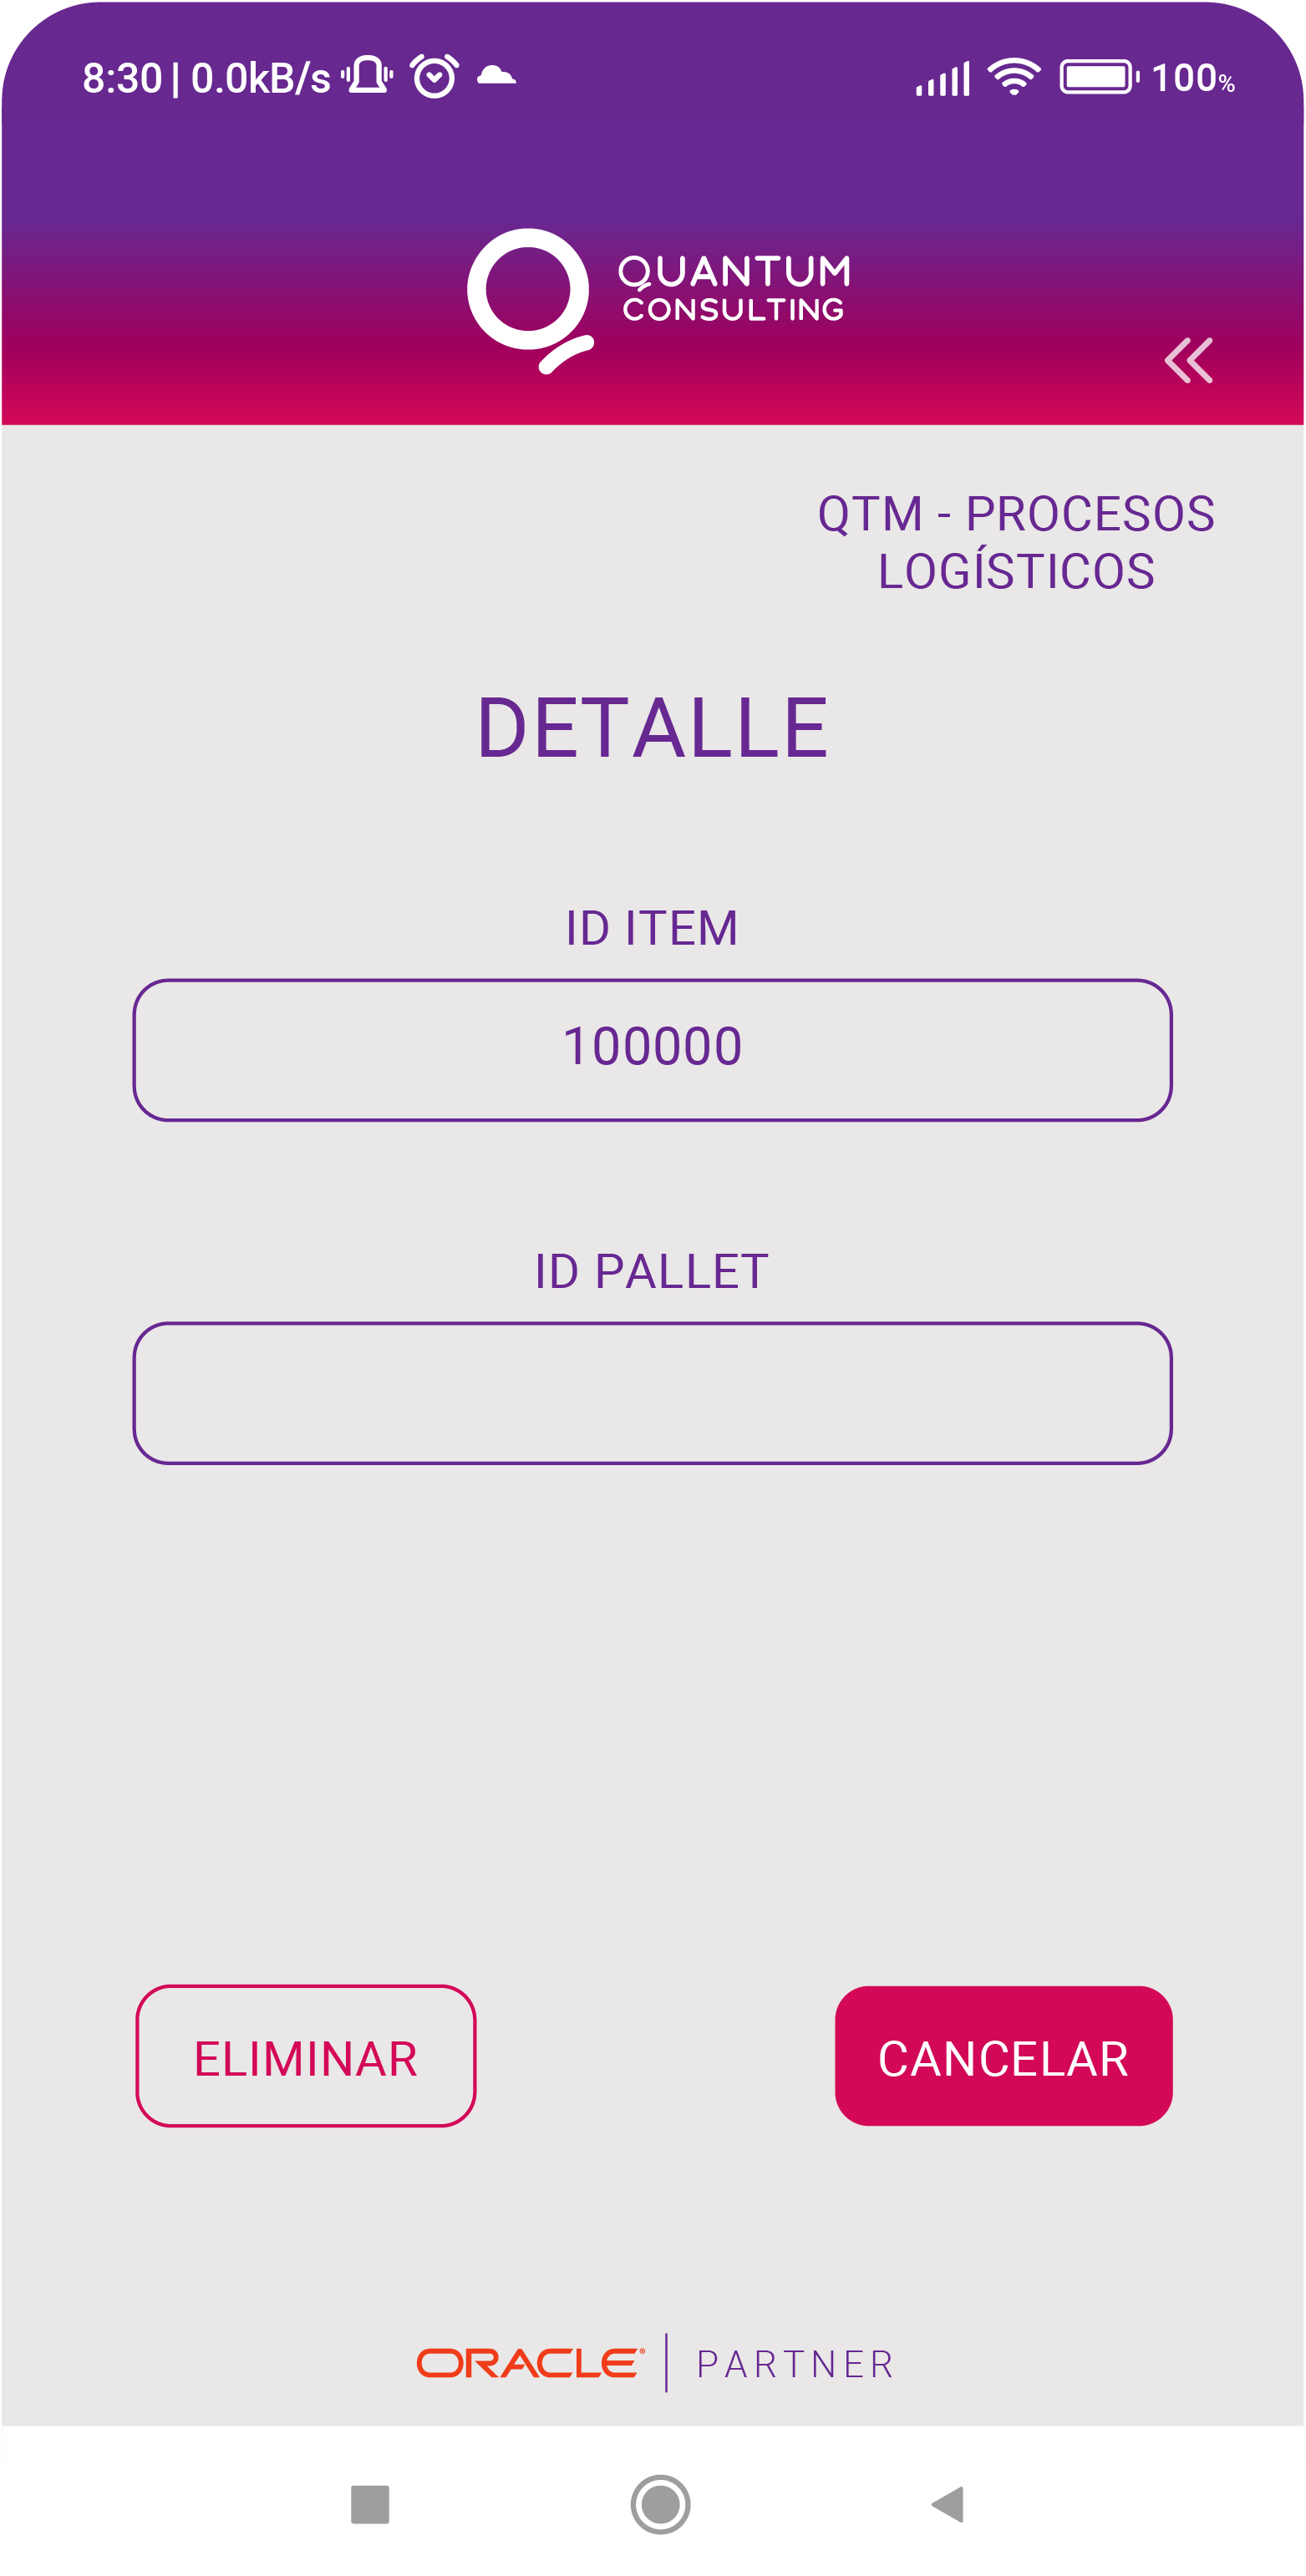 8:30 | 0.0kB/s
100%
QUANTUM
CONSULTING
QTM - PROCESOS
LOGÍSTICOS
DETALLE
ID ITEM
100000
ID PALLET
ELIMINAR
CANCELAR
ORACLE® | PARTNER